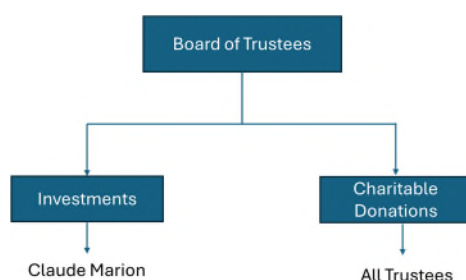 Board of Trustees
Investments
Charitable
Donations
Claude Marion
All Trustees